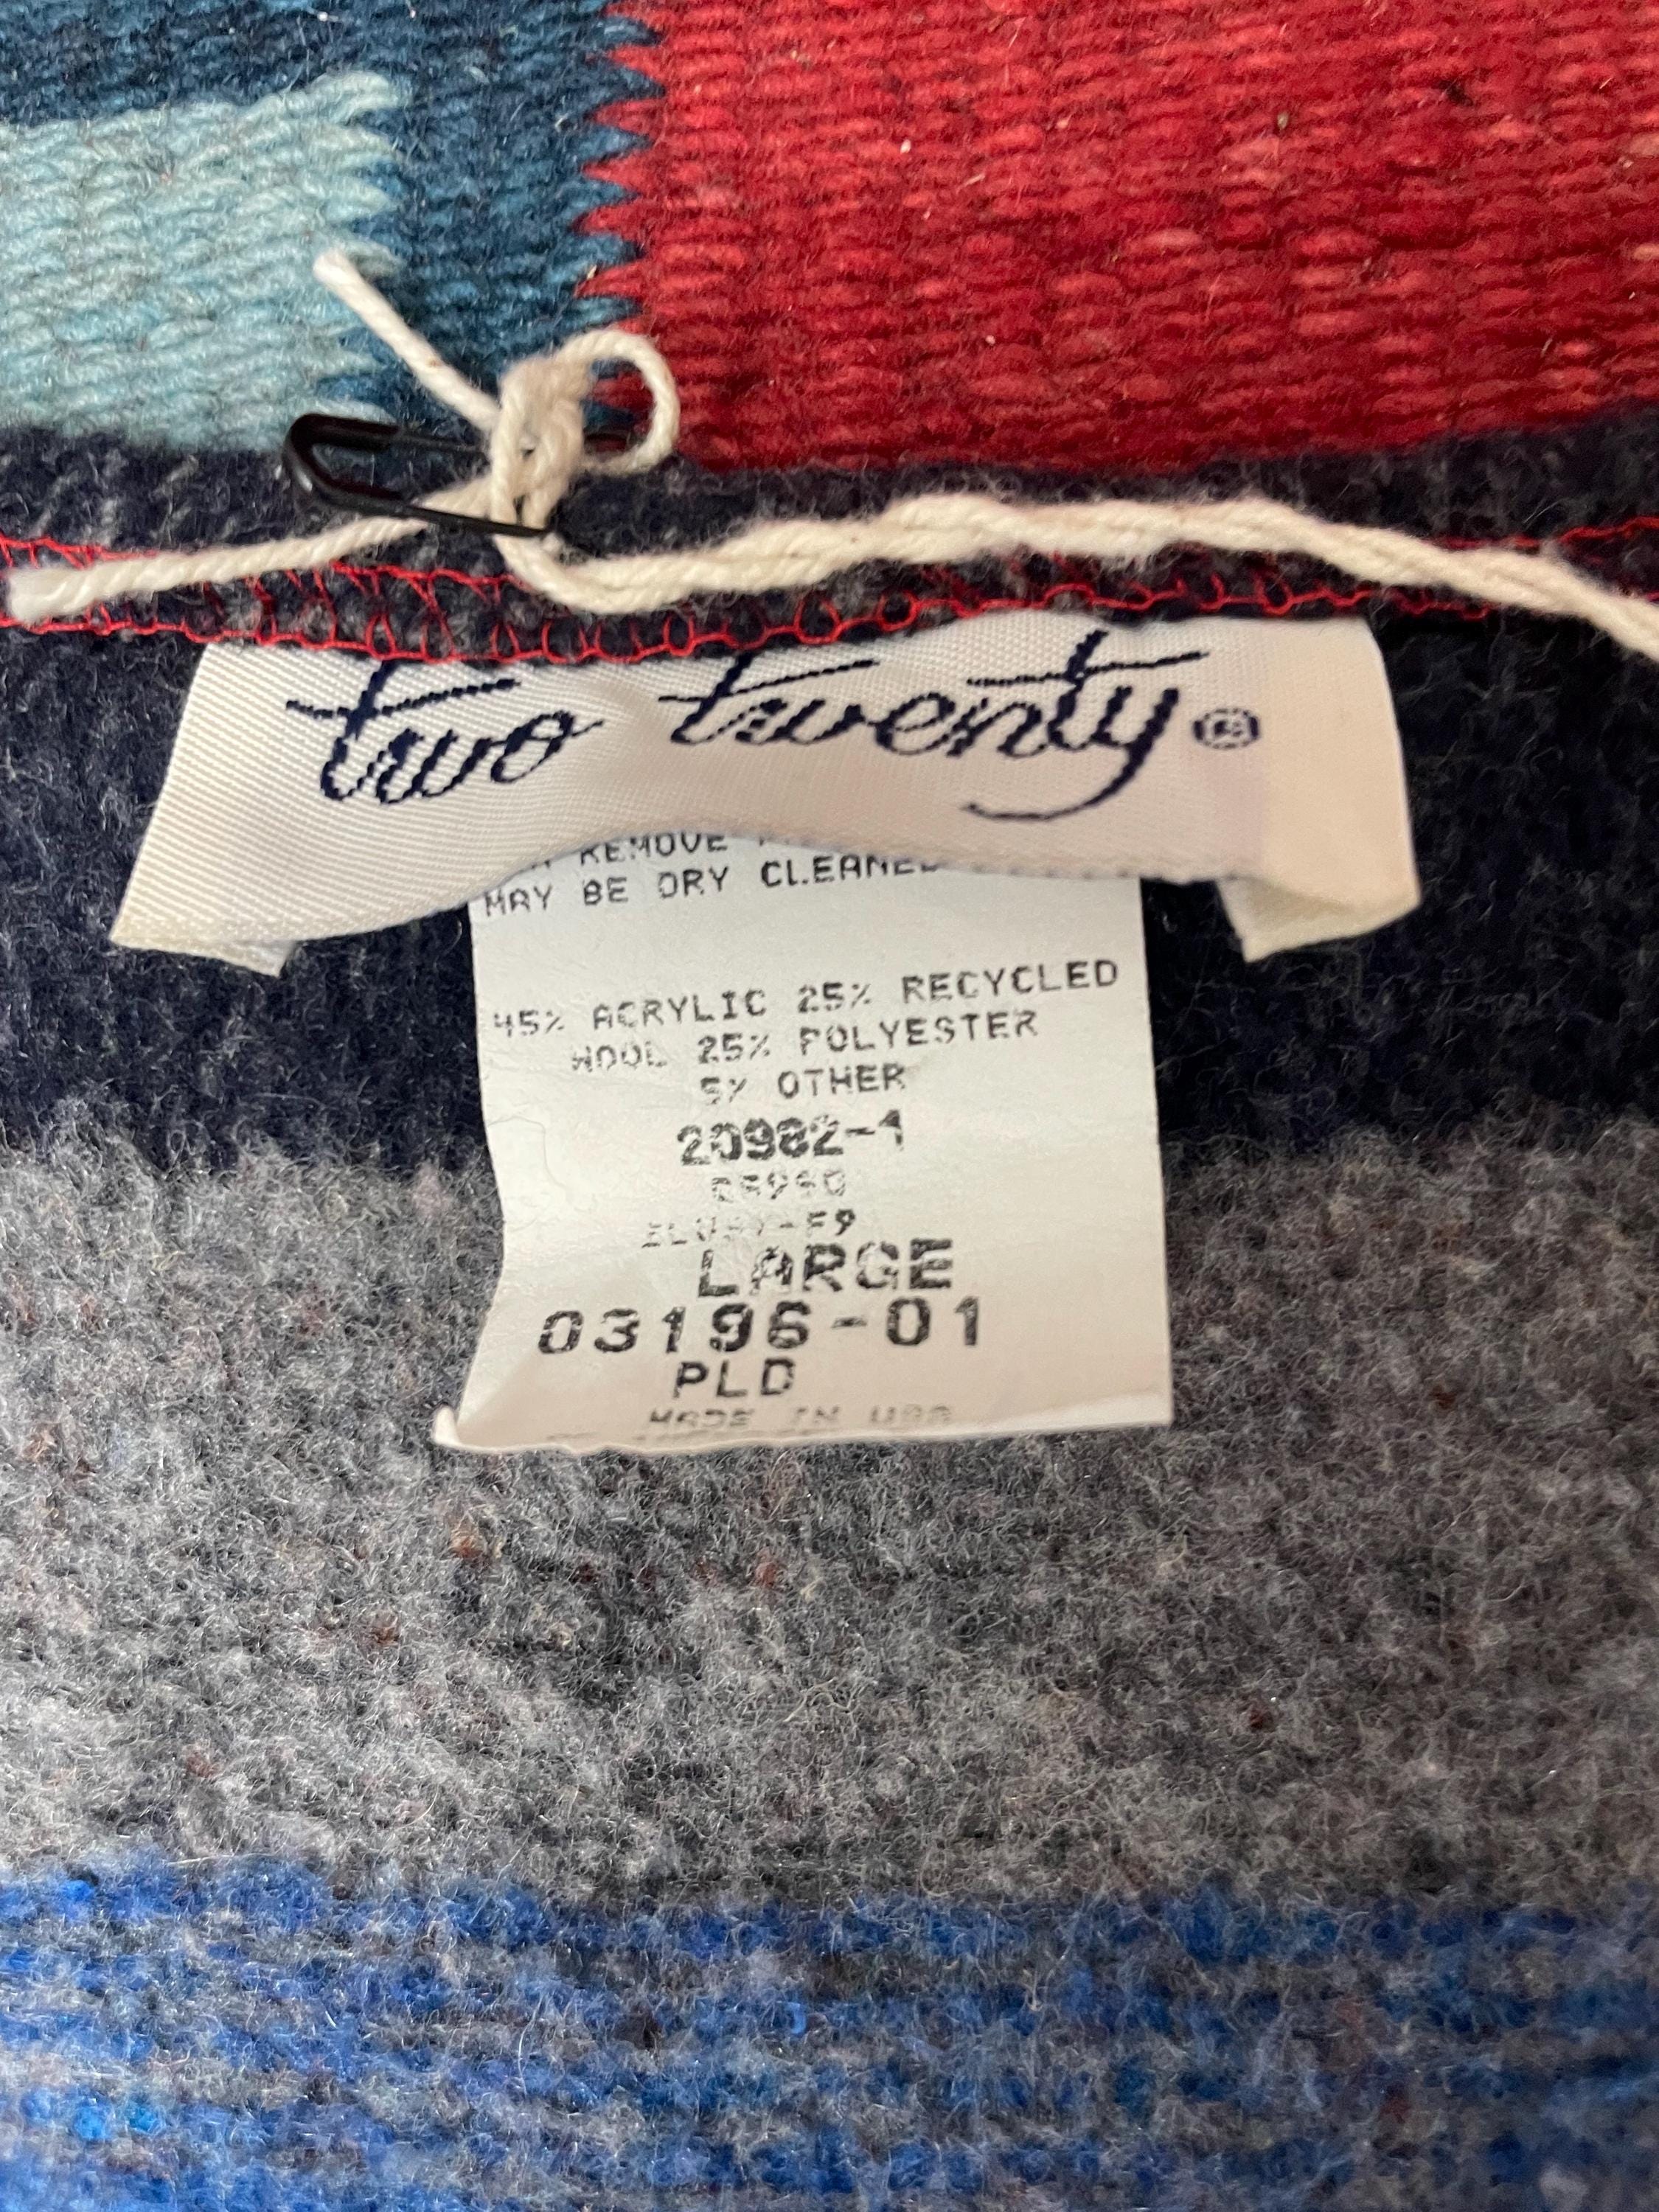 two twenty®
REMOVE
MAY BE DRY CLEANED
45% ACRYLIC 25% RECYCLED
WOOL 25% POLYESTER
5% OTHER
20982-1
LARGE
03196-01
PLD
MADE IN USA